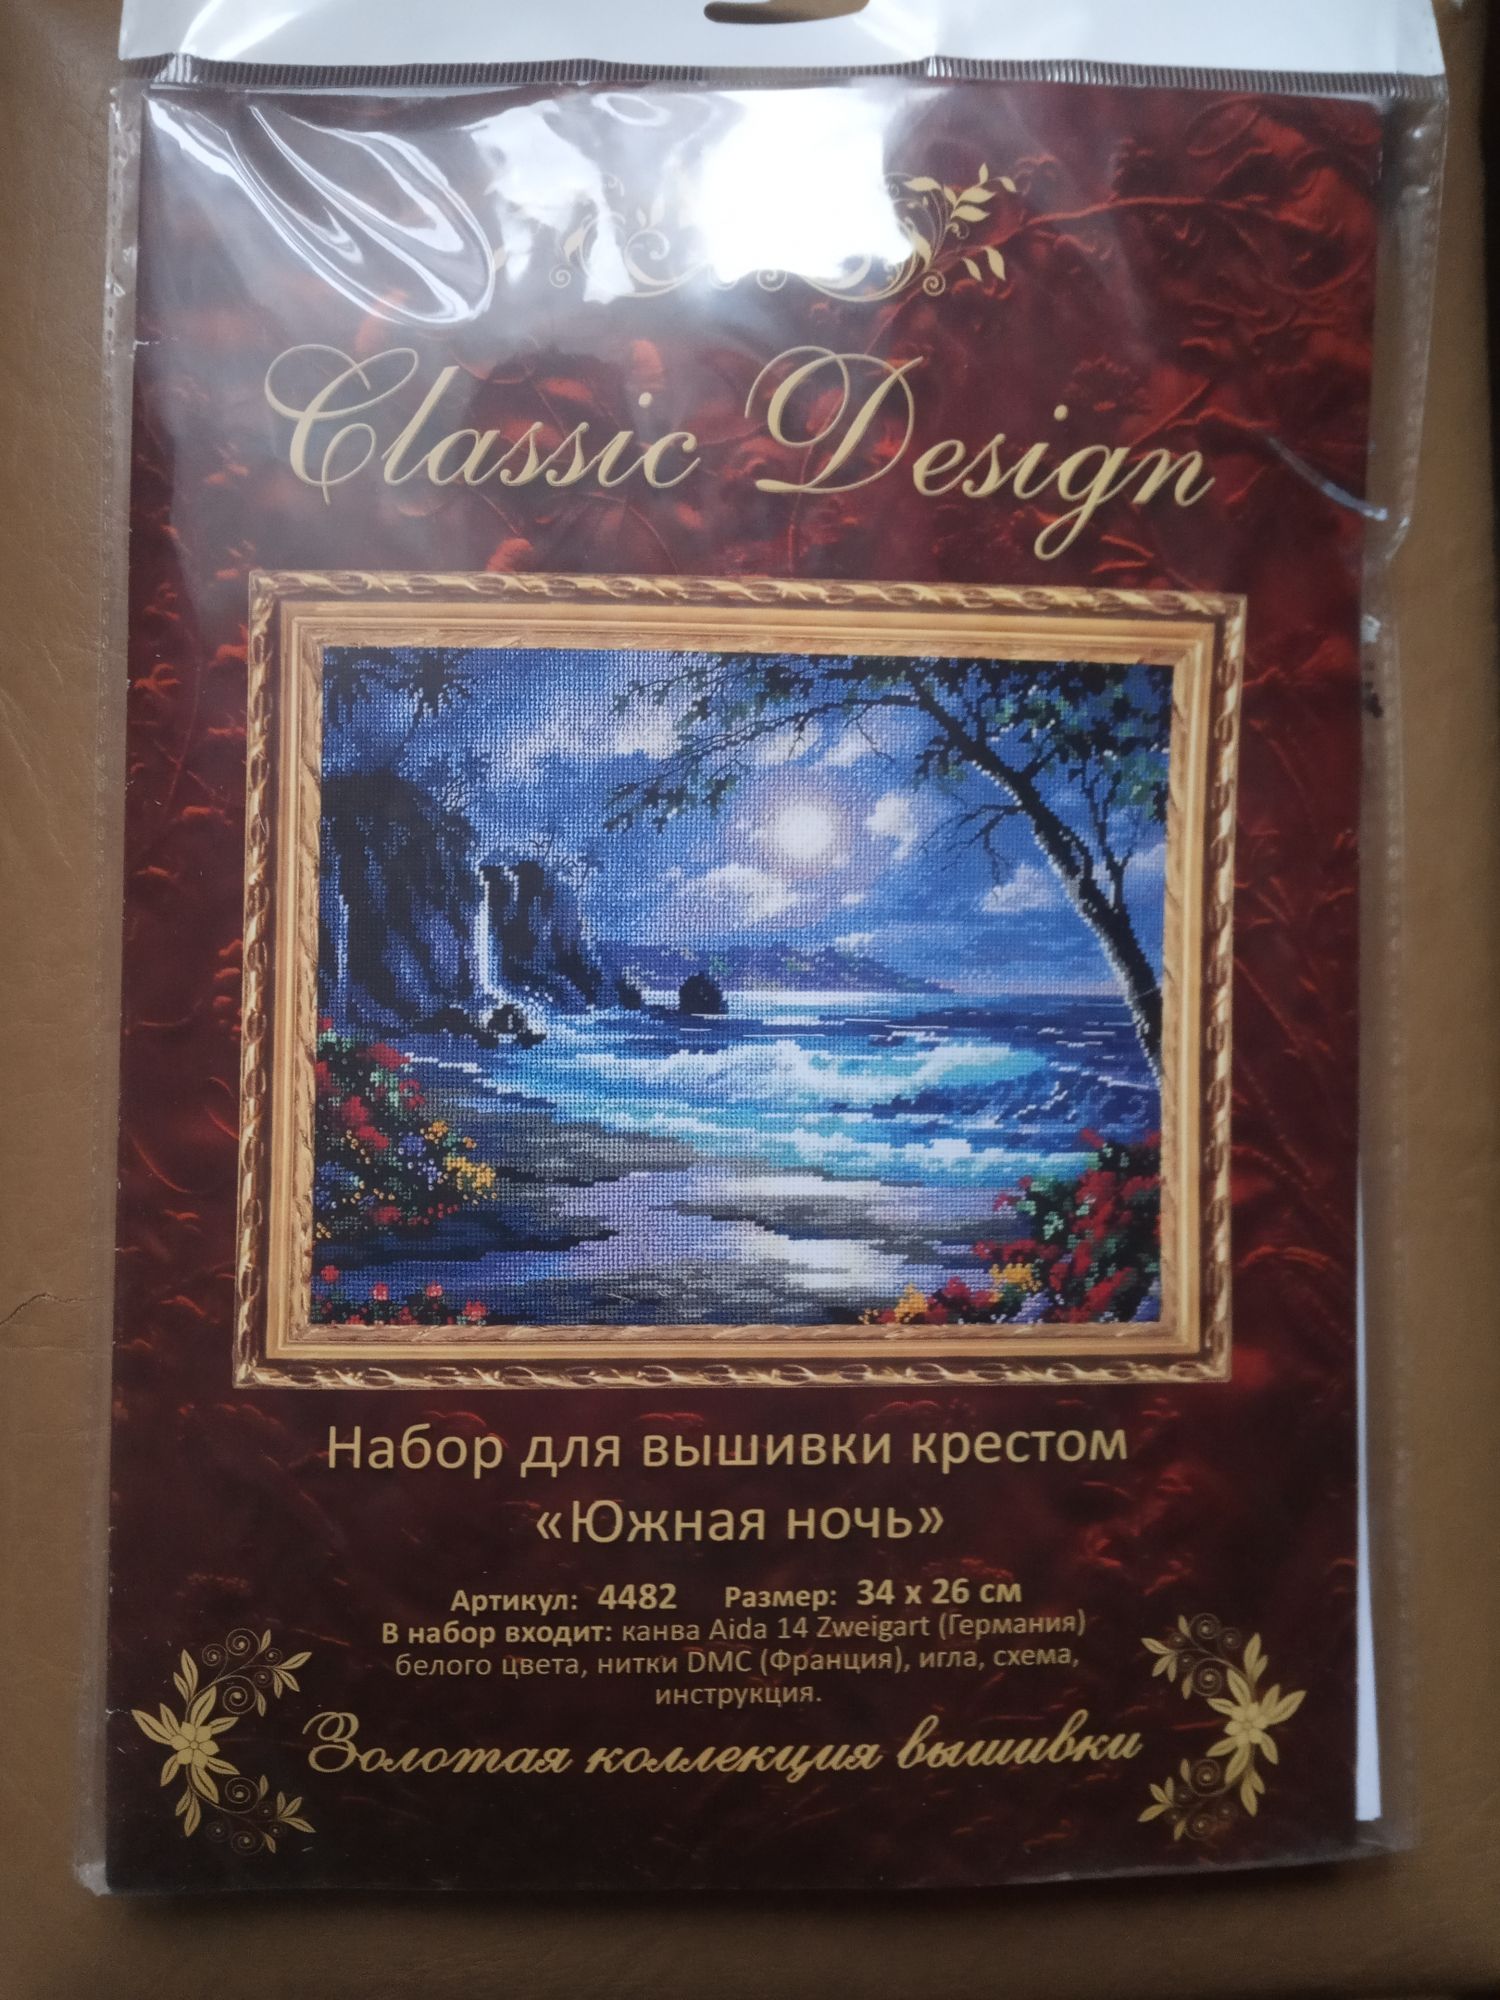 Classic Design
Набор для вышивки крестом
«Южная ночь»
Артикул: 4482 Размер: 34 х 26 см
В набор входит: канва Aida 14 Zweigart (Германия)
белого цвета, нитки DMC (Франция), игла, схема,
инструкция.
Золотая коллекция вышивки